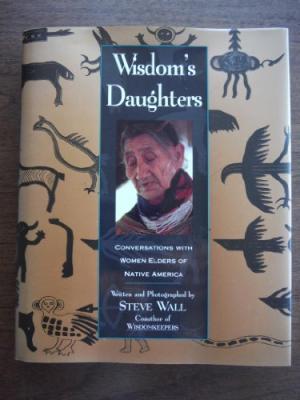 Wisdom's
Daughters
CONVERSATIONS WITH
WOMEN ELDERS OF
NATIVE AMERICA
Written and Photographed by
STEVE WALL
Coauthor of
WISDOMKEEPERS